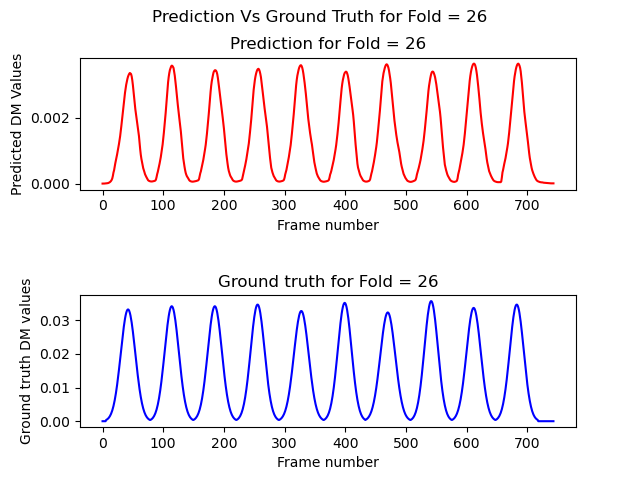 Prediction Vs Ground Truth for Fold = 26
Prediction for Fold = 26
Predicted DM Values
0.002
0.000
0 100 200 300 400 500 600 700
Frame number
Ground truth for Fold = 26
Ground truth DM values
0.03
0.02
0.01
0.00
0 100 200 300 400 500 600 700
Frame number